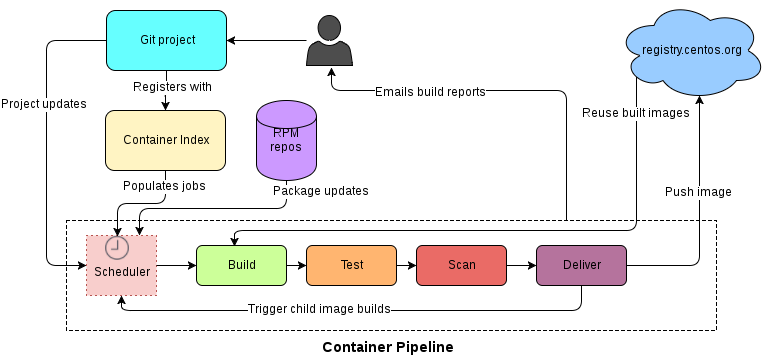 Git project
registry.centos.org
Registers with
Emails build reports
Project updates
Reuse built images
Container Index
RPM
repos
Populates jobs
Package updates
Push image
Scheduler
Build
Test
Scan
Deliver
Trigger child image builds
Container Pipeline